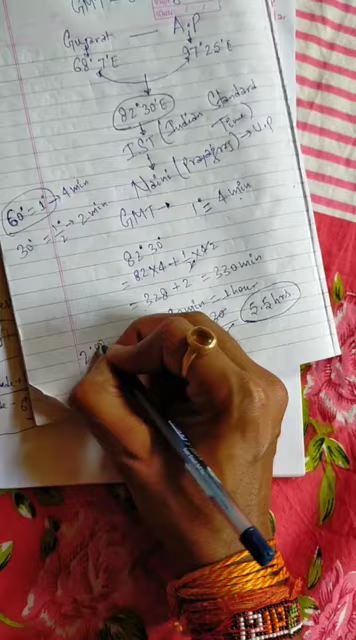 GMT -
Gujarat — A.P
68° 7'E 97° 25'E
82° 30'E
IST (Indian Standard Time)
Naini (Prayagraj) → U.P
60' = 1° → 4 min
30' = 1°/2 → 2 min
GMT → 1° = 4 min
82° 30'
= 82 × 4 + 1/2 × 4 2
= 328 + 2 = 330 min
min = 1 hour
30
5.5 hrs